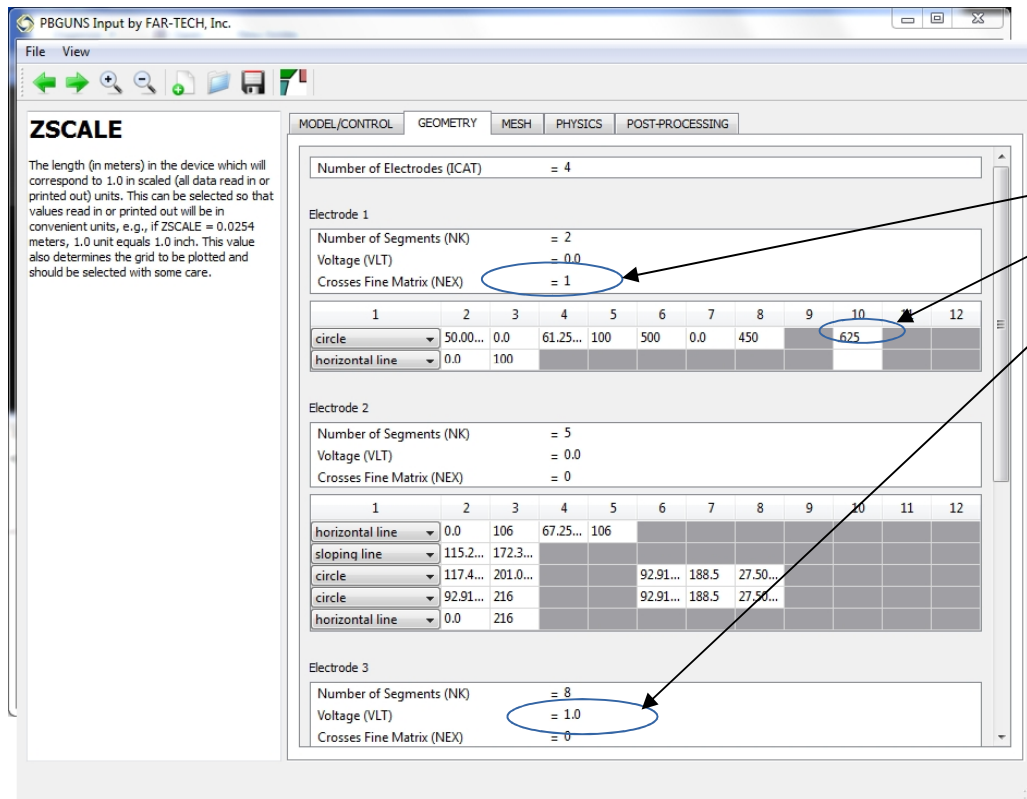 PBGUNS Input by FAR-TECH, Inc.
File View
ZSCALE
The length (in meters) in the device which will
correspond to 1.0 in scaled (all data read in or
printed out) units. This can be selected so that
values read in or printed out will be in
convenient units, e.g., if ZSCALE = 0.0254
meters, 1.0 unit equals 1.0 inch. This value
also determines the grid to be plotted and
should be selected with some care.
MODEL/CONTROL GEOMETRY MESH PHYSICS POST-PROCESSING
Number of Electrodes (ICAT) = 4
Electrode 1
Number of Segments (NK) = 2
Voltage (VLT) = 0.0
Crosses Fine Matrix (NEX) = 1
1 2 3 4 5 6 7 8 9 10 11 12
circle 50.00... 0.0 61.25... 100 500 0.0 450 625
horizontal line 0.0 100
Electrode 2
Number of Segments (NK) = 5
Voltage (VLT) = 0.0
Crosses Fine Matrix (NEX) = 0
1 2 3 4 5 6 7 8 9 10 11 12
horizontal line 0.0 106 67.25... 106
sloping line 115.2... 172.3...
circle 117.4... 201.0... 92.91... 188.5 27.50...
circle 92.91... 216 92.91... 188.5 27.50...
horizontal line 0.0 216
Electrode 3
Number of Segments (NK) = 8
Voltage (VLT) = 1.0
Crosses Fine Matrix (NEX) = 0